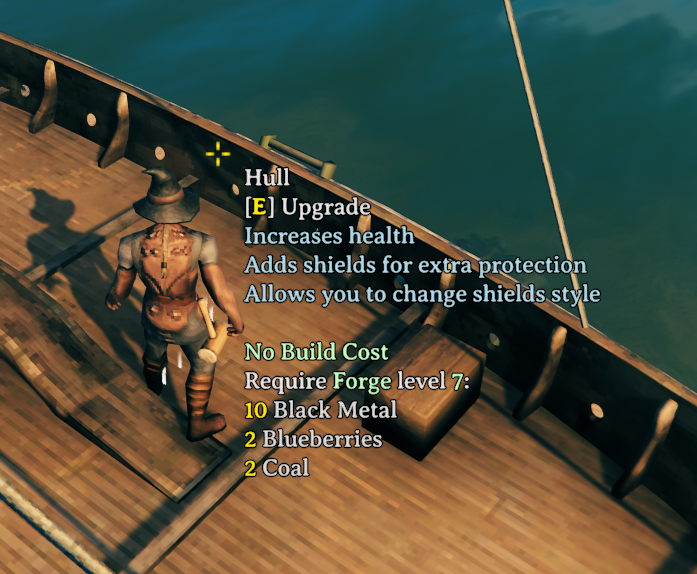 Hull
[E] Upgrade
Increases health
Adds shields for extra protection
Allows you to change shields style
No Build Cost
Require Forge level 7:
10 Black Metal
2 Blueberries
2 Coal